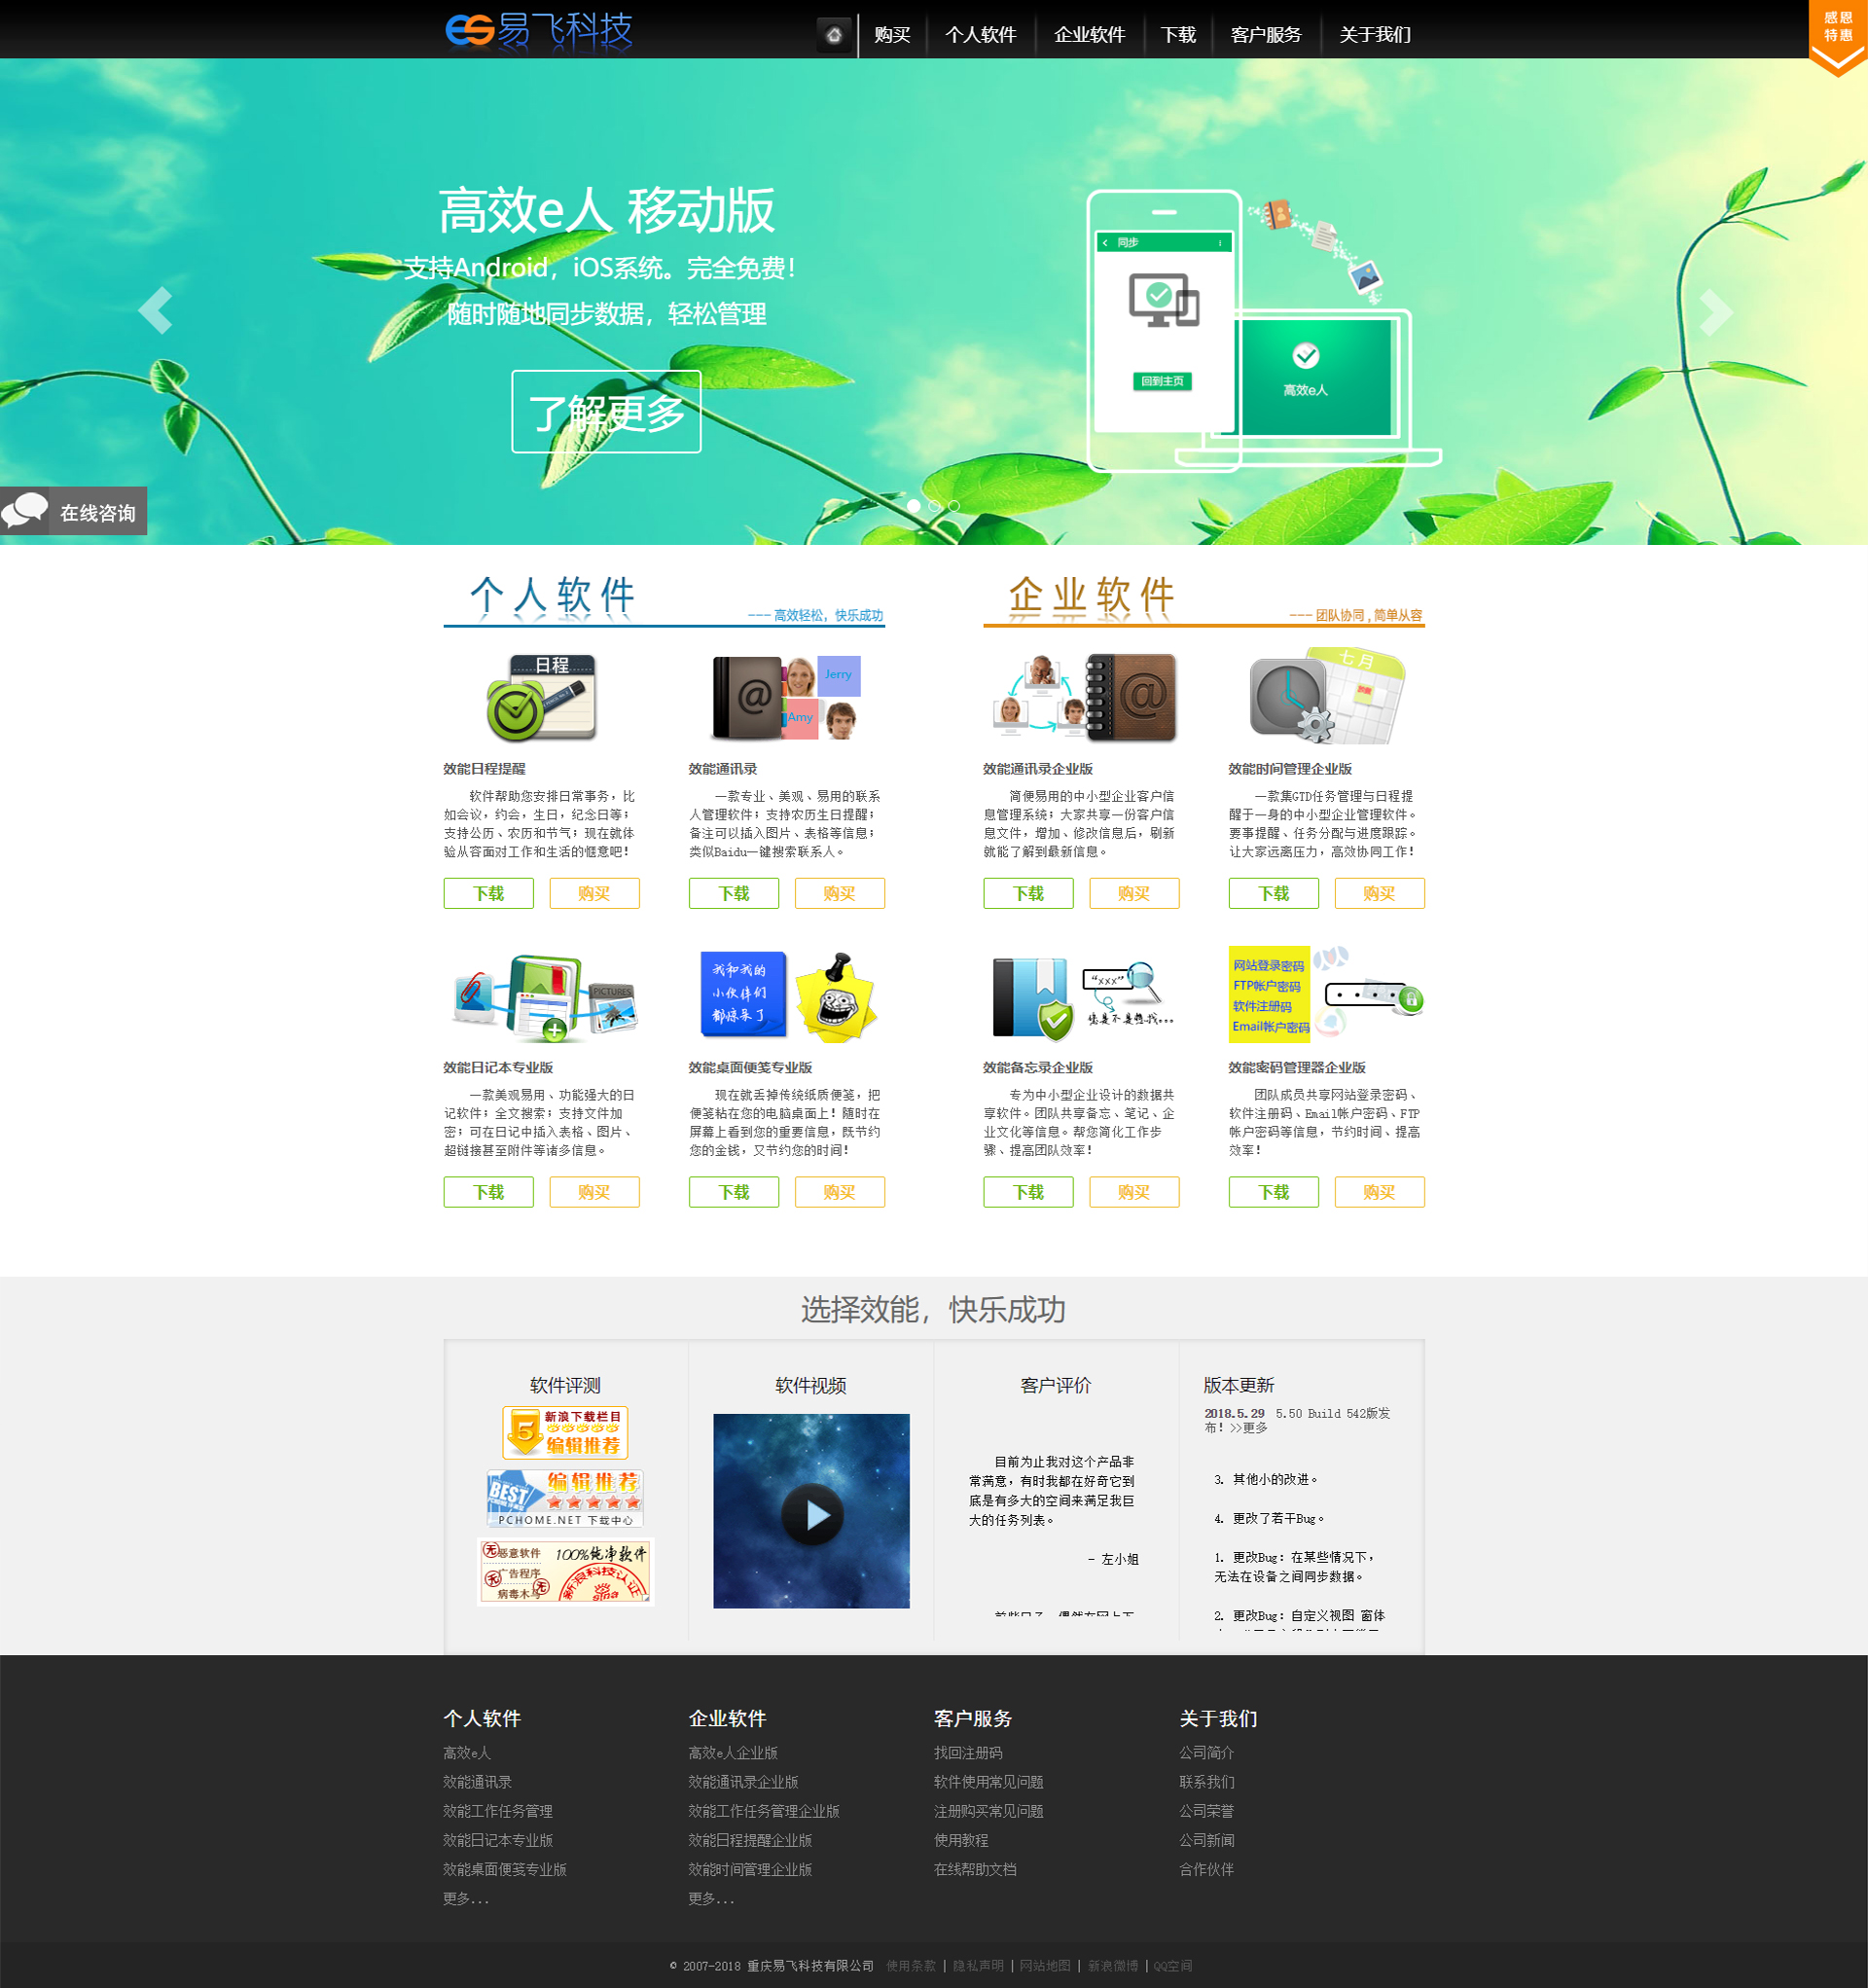 易飞科技
购买 个人软件 企业软件 下载 客户服务 关于我们
感恩
特惠
高效e人 移动版
支持Android，iOS系统。完全免费！
随时随地同步数据，轻松管理
了解更多
同步
回到主页
高效e人
在线咨询
个人软件
--- 高效轻松，快乐成功
企业软件
--- 团队协同 , 简单从容
日程
Jerry
Amy
七月
效能日程提醒
软件帮助您安排日常事务，比
如会议，约会，生日，纪念日等；
支持公历、农历和节气；现在就体
验从容面对工作和生活的惬意吧！
下载 购买
效能通讯录
一款专业、美观、易用的联系
人管理软件；支持农历生日提醒；
备注可以插入图片、表格等信息；
类似Baidu一键搜索联系人。
下载 购买
效能通讯录企业版
简便易用的中小型企业客户信
息管理系统；大家共享一份客户信
息文件，增加、修改信息后，刷新
就能了解到最新信息。
下载 购买
效能时间管理企业版
一款集GTD任务管理与日程提
醒于一身的中小型企业管理软件。
要事提醒、任务分配与进度跟踪。
让大家远离压力，高效协同工作！
下载 购买
PICTURES
我和我的
小伙伴们
都惊呆了
"xxx"
您是不是想找...
网站登录密码
FTP帐户密码
软件注册码
Email帐户密码
效能日记本专业版
一款美观易用、功能强大的日
记软件；全文搜索；支持文件加
密；可在日记中插入表格、图片、
超链接甚至附件等诸多信息。
下载 购买
效能桌面便笺专业版
现在就丢掉传统纸质便笺，把
便笺粘在您的电脑桌面上！随时在
屏幕上看到您的重要信息，既节约
您的金钱，又节约您的时间！
下载 购买
效能备忘录企业版
专为中小型企业设计的数据共
享软件。团队共享备忘、笔记、企
业文化等信息。帮您简化工作步
骤、提高团队效率！
下载 购买
效能密码管理器企业版
团队成员共享网站登录密码、
软件注册码、Email帐户密码、FTP
帐户密码等信息，节约时间、提高
效率！
下载 购买
选择效能，快乐成功
软件评测
新浪下载栏目
5
编辑推荐
编辑推荐
BEST
PCHOME.NET 下载中心
无恶意软件
无广告程序
病毒木马无
100%纯净软件
新浪科技认证
sina
软件视频
客户评价
目前为止我对这个产品非
常满意，有时我都在好奇它到
底是有多大的空间来满足我巨
大的任务列表。
- 左小姐
版本更新
2018.5.29 5.50 Build 542版发
布！>>更多
3. 其他小的改进。
4. 更改了若干Bug。
1. 更改Bug：在某些情况下，
无法在设备之间同步数据。
2. 更改Bug：自定义视图 窗体
个人软件
高效e人
效能通讯录
效能工作任务管理
效能日记本专业版
效能桌面便笺专业版
更多...
企业软件
高效e人企业版
效能通讯录企业版
效能工作任务管理企业版
效能日程提醒企业版
效能时间管理企业版
更多...
客户服务
找回注册码
软件使用常见问题
注册购买常见问题
使用教程
在线帮助文档
关于我们
公司简介
联系我们
公司荣誉
公司新闻
合作伙伴
© 2007-2018 重庆易飞科技有限公司 使用条款 | 隐私声明 | 网站地图 | 新浪微博 | QQ空间